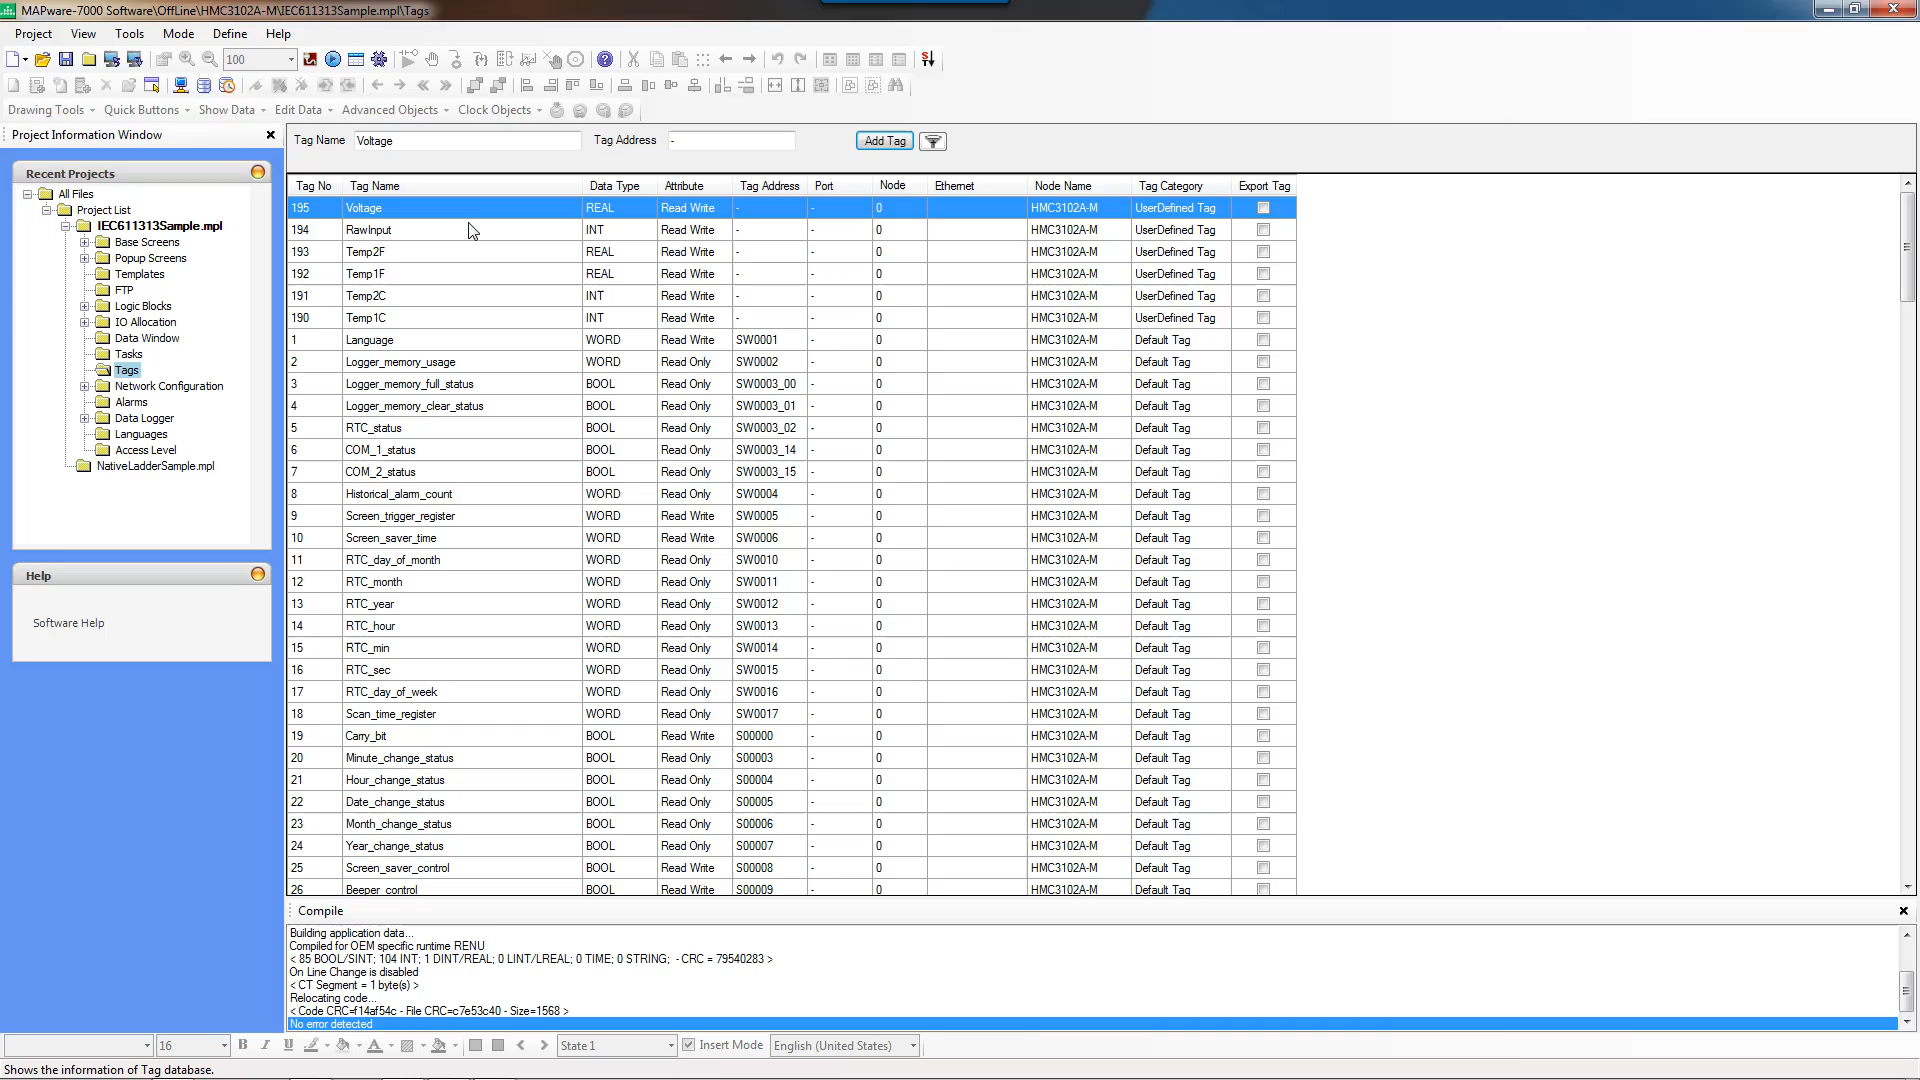 MAPware-7000 Software\OffLine\HMC3102A-M\IEC611313Sample.mpl\Tags
Project View Tools Mode Define Help
100
Drawing Tools Quick Buttons Show Data Edit Data Advanced Objects Clock Objects
Project Information Window
Recent Projects
All Files
Project List
IEC611313Sample.mpl
Base Screens
Popup Screens
Templates
FTP
Logic Blocks
IO Allocation
Data Window
Tasks
Tags
Network Configuration
Alarms
Data Logger
Languages
Access Level
NativeLadderSample.mpl
Help
Software Help
Tag Name Voltage Tag Address - Add Tag
Tag No Tag Name Data Type Attribute Tag Address Port Node Ethernet Node Name Tag Category Export Tag
195 Voltage REAL Read Write - 0 HMC3102A-M UserDefined Tag
194 RawInput INT Read Write - 0 HMC3102A-M UserDefined Tag
193 Temp2F REAL Read Write - 0 HMC3102A-M UserDefined Tag
192 Temp1F REAL Read Write - 0 HMC3102A-M UserDefined Tag
191 Temp2C INT Read Write - 0 HMC3102A-M UserDefined Tag
190 Temp1C INT Read Write - 0 HMC3102A-M UserDefined Tag
1 Language WORD Read Write SW0001 - 0 HMC3102A-M Default Tag
2 Logger_memory_usage WORD Read Only SW0002 - 0 HMC3102A-M Default Tag
3 Logger_memory_full_status BOOL Read Only SW0003_00 - 0 HMC3102A-M Default Tag
4 Logger_memory_clear_status BOOL Read Only SW0003_01 - 0 HMC3102A-M Default Tag
5 RTC_status BOOL Read Only SW0003_02 - 0 HMC3102A-M Default Tag
6 COM_1_status BOOL Read Only SW0003_14 - 0 HMC3102A-M Default Tag
7 COM_2_status BOOL Read Only SW0003_15 - 0 HMC3102A-M Default Tag
8 Historical_alarm_count WORD Read Only SW0004 - 0 HMC3102A-M Default Tag
9 Screen_trigger_register WORD Read Write SW0005 - 0 HMC3102A-M Default Tag
10 Screen_saver_time WORD Read Write SW0006 - 0 HMC3102A-M Default Tag
11 RTC_day_of_month WORD Read Only SW0010 - 0 HMC3102A-M Default Tag
12 RTC_month WORD Read Only SW0011 - 0 HMC3102A-M Default Tag
13 RTC_year WORD Read Only SW0012 - 0 HMC3102A-M Default Tag
14 RTC_hour WORD Read Only SW0013 - 0 HMC3102A-M Default Tag
15 RTC_min WORD Read Only SW0014 - 0 HMC3102A-M Default Tag
16 RTC_sec WORD Read Only SW0015 - 0 HMC3102A-M Default Tag
17 RTC_day_of_week WORD Read Only SW0016 - 0 HMC3102A-M Default Tag
18 Scan_time_register WORD Read Only SW0017 - 0 HMC3102A-M Default Tag
19 Carry_bit BOOL Read Write S00000 - 0 HMC3102A-M Default Tag
20 Minute_change_status BOOL Read Only S00003 - 0 HMC3102A-M Default Tag
21 Hour_change_status BOOL Read Only S00004 - 0 HMC3102A-M Default Tag
22 Date_change_status BOOL Read Only S00005 - 0 HMC3102A-M Default Tag
23 Month_change_status BOOL Read Only S00006 - 0 HMC3102A-M Default Tag
24 Year_change_status BOOL Read Only S00007 - 0 HMC3102A-M Default Tag
25 Screen_saver_control BOOL Read Write S00008 - 0 HMC3102A-M Default Tag
26 Beeper_control BOOL Read Write S00009 - 0 HMC3102A-M Default Tag
Compile
Building application data...
Compiled for OEM specific runtime RENU
< 85 BOOL/SINT; 104 INT; 1 DINT/REAL; 0 LINT/LREAL; 0 TIME; 0 STRING; - CRC = 79540283 >
On Line Change is disabled
< CT Segment = 1 byte(s) >
Relocating code...
< Code CRC=f14af54c - File CRC=c7e53c40 - Size=1568 >
No error detected
16 B I U A State 1 Insert Mode English (United States)
Shows the information of Tag database.